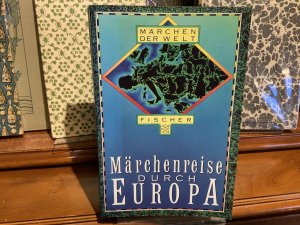 MÄRCHEN
DER WELT
FISCHER
Märchenreise
DURCH
EUROPA